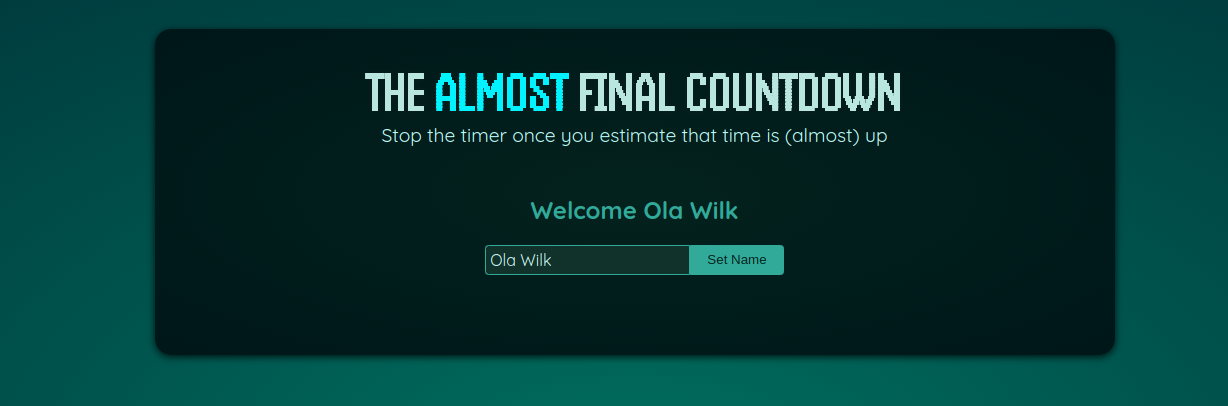 THE ALMOST FINAL COUNTDOWN
Stop the timer once you estimate that time is (almost) up
Welcome Ola Wilk
Ola Wilk
Set Name